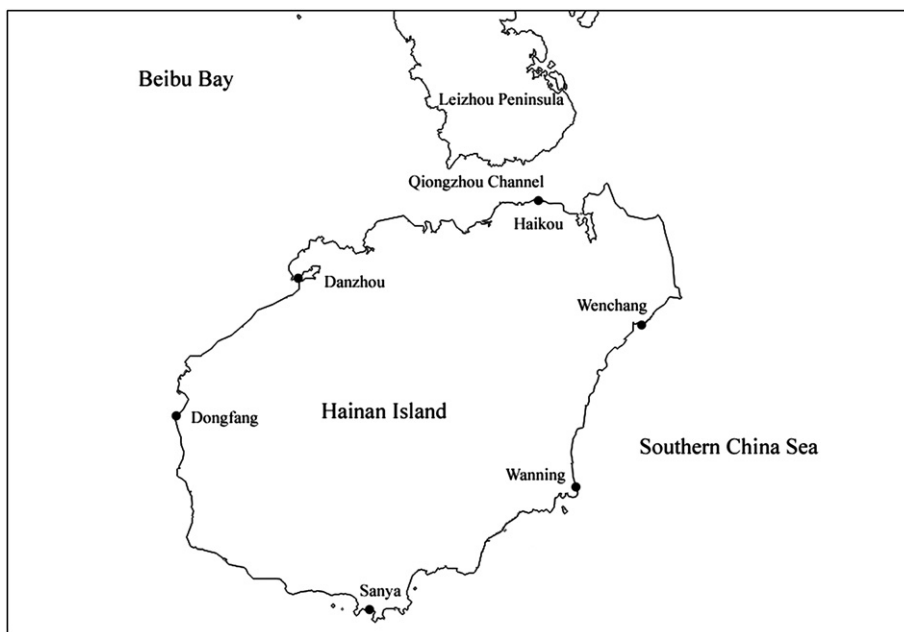 Beibu Bay
Leizhou Peninsula
Qiongzhou Channel
Haikou
Danzhou
Wenchang
Hainan Island
Dongfang
Southern China Sea
Wanning
Sanya